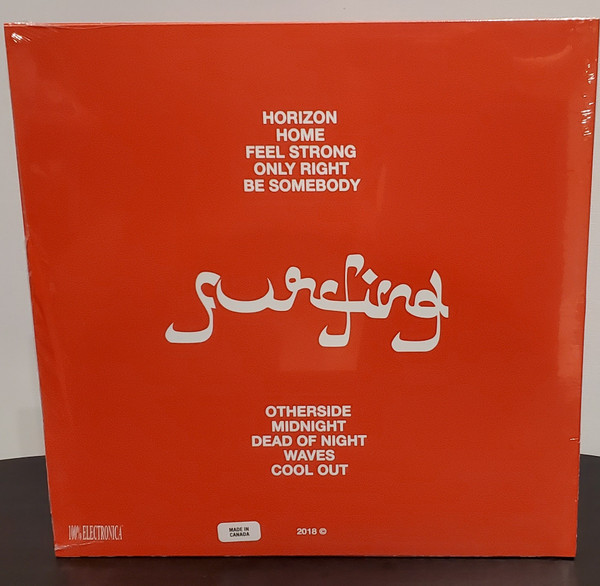 HORIZON
HOME
FEEL STRONG
ONLY RIGHT
BE SOMEBODY
surfing
OTHERSIDE
MIDNIGHT
DEAD OF NIGHT
WAVES
COOL OUT
100% ELECTRONICA
MADE IN
CANADA
2018 ©